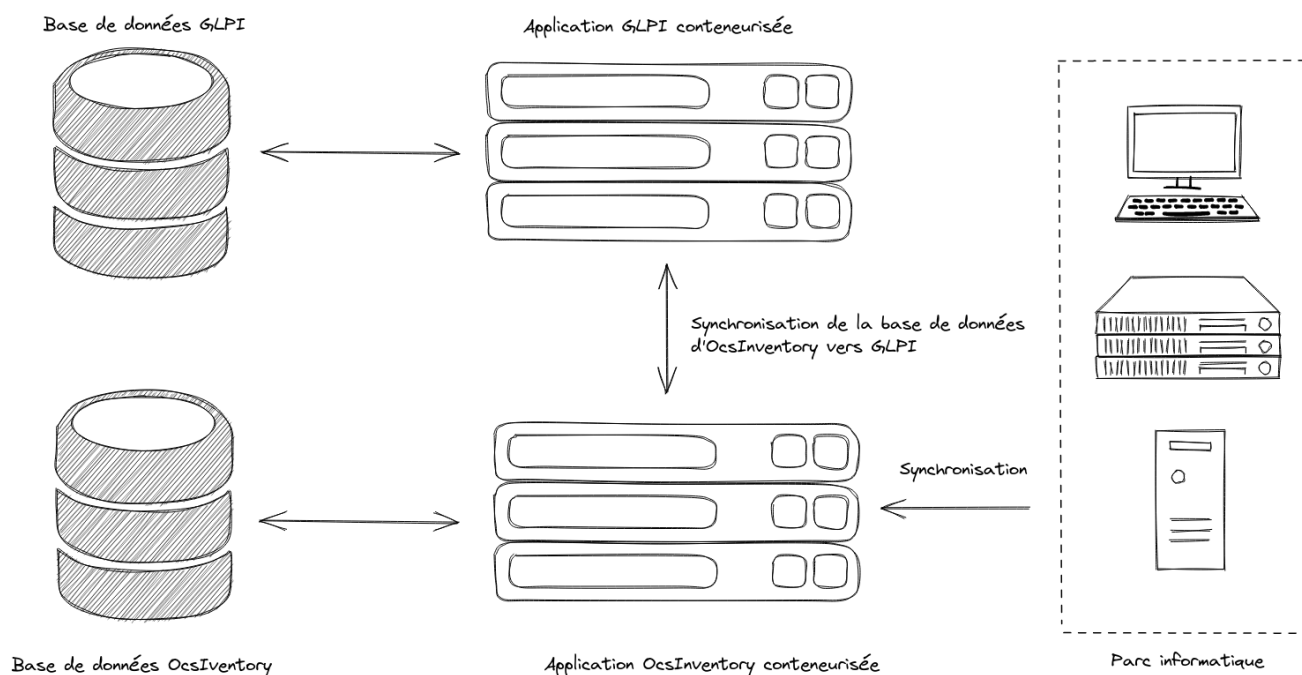 Base de données GLPI
Application GLPI conteneurisée
Synchronisation de la base de données
d'OcsInventory vers GLPI
Synchronisation
Base de données OcsIventory
Application OcsInventory conteneurisée
Parc informatique